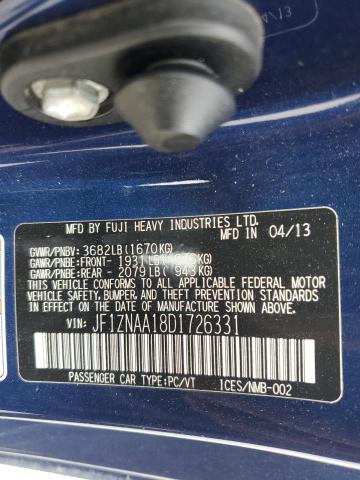 MFD BY FUJI HEAVY INDUSTRIES LTD.
MFD IN 04/13
GVWR/PNBV: 3682LB(1670KG)
GAWR/PNBE:FRONT- 1931LB( KG)
GAWR/PNBE:REAR - 2079LB( 943KG)
THIS VEHICLE CONFORMS TO ALL APPLICABLE FEDERAL MOTOR
VEHICLE SAFETY, BUMPER, AND THEFT PREVENTION STANDARDS
IN EFFECT ON THE DATE OF MANUFACTURE SHOWN ABOVE.
VIN: JF1ZNAA18D1726331
PASSENGER CAR TYPE:PC/VT ICES/NMB-002